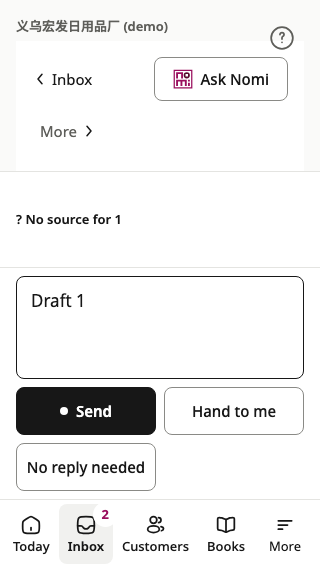 义乌宏发日用品厂 (demo)
?
Inbox
Ask Nomi
More
? No source for 1
Draft 1
Send
Hand to me
No reply needed
2
Today
Inbox
Customers
Books
More